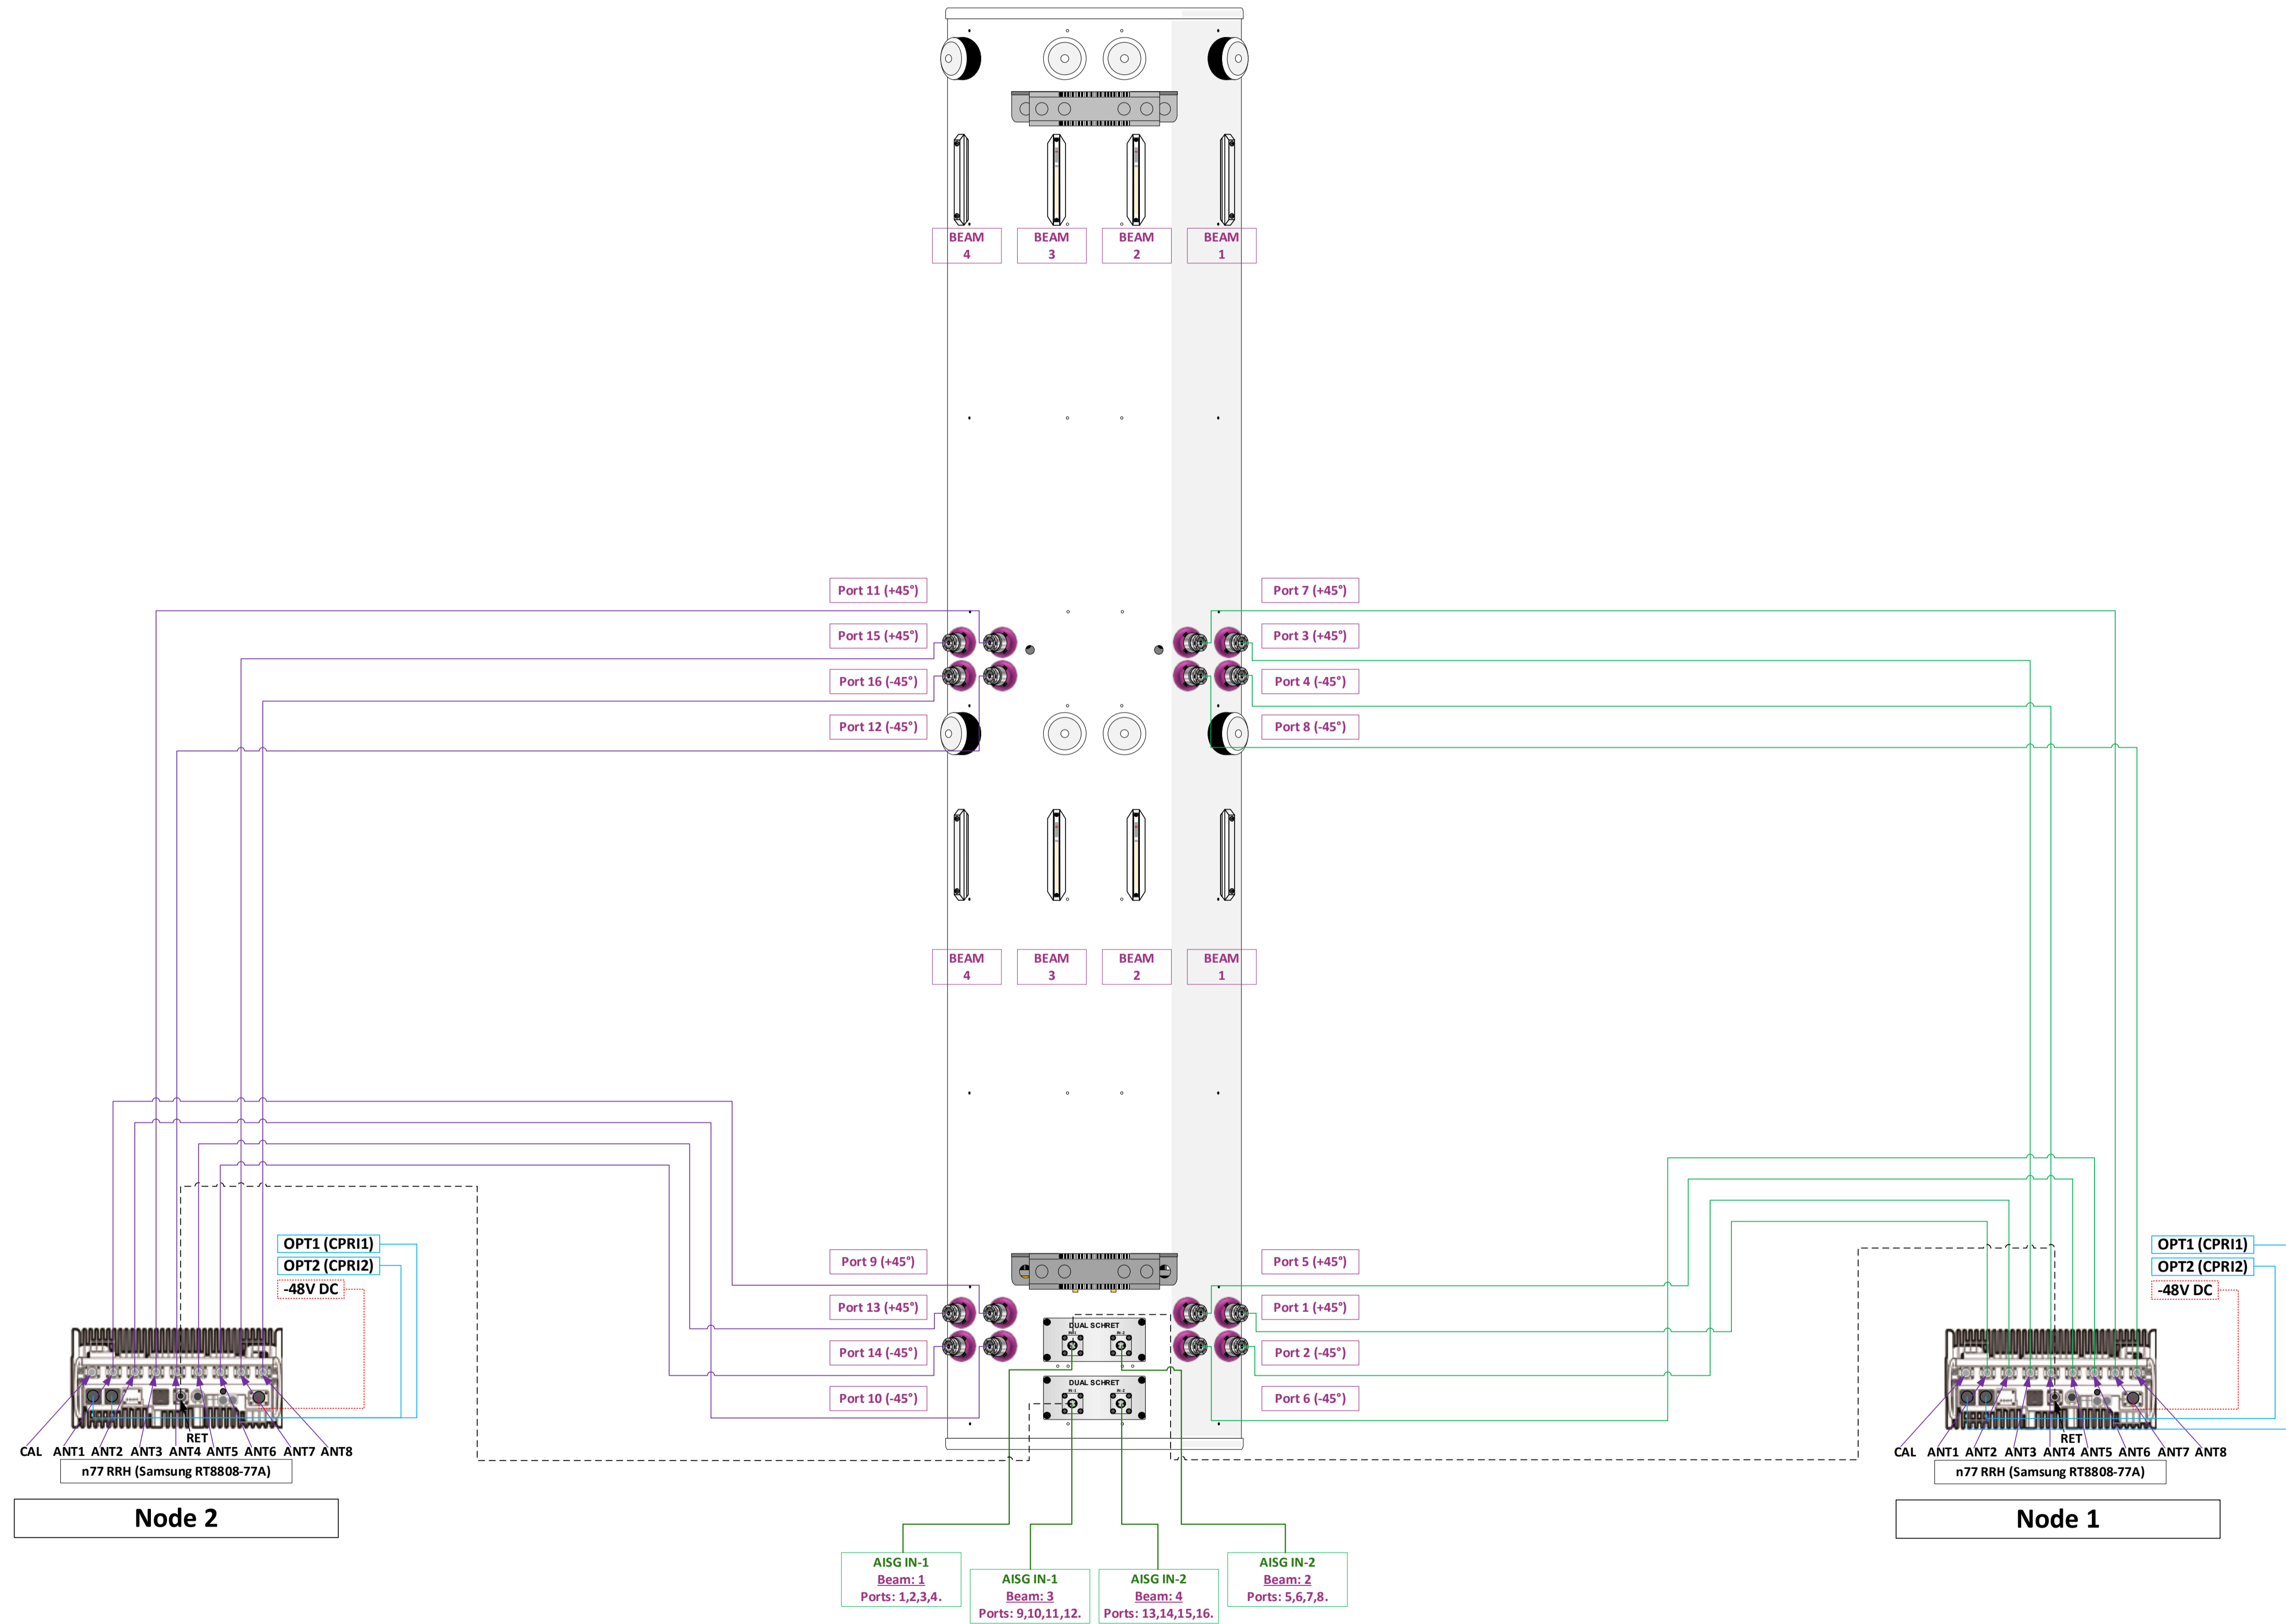 BEAM
4
BEAM
3
BEAM
2
BEAM
1
Port 11 (+45°)
Port 7 (+45°)
Port 15 (+45°)
Port 3 (+45°)
Port 16 (-45°)
Port 4 (-45°)
Port 12 (-45°)
Port 8 (-45°)
BEAM
4
BEAM
3
BEAM
2
BEAM
1
OPT1 (CPRI1)
OPT2 (CPRI2)
-48V DC
OPT1 (CPRI1)
OPT2 (CPRI2)
-48V DC
Port 9 (+45°)
Port 5 (+45°)
Port 13 (+45°)
Port 1 (+45°)
Port 14 (-45°)
Port 2 (-45°)
Port 10 (-45°)
Port 6 (-45°)
DUAL SCHRET
IN-1 IN-2
DUAL SCHRET
IN-1 IN-2
RET
CAL ANT1 ANT2 ANT3 ANT4 ANT5 ANT6 ANT7 ANT8
n77 RRH (Samsung RT8808-77A)
Node 2
RET
CAL ANT1 ANT2 ANT3 ANT4 ANT5 ANT6 ANT7 ANT8
n77 RRH (Samsung RT8808-77A)
Node 1
AISG IN-1
Beam: 1
Ports: 1,2,3,4.
AISG IN-1
Beam: 3
Ports: 9,10,11,12.
AISG IN-2
Beam: 4
Ports: 13,14,15,16.
AISG IN-2
Beam: 2
Ports: 5,6,7,8.